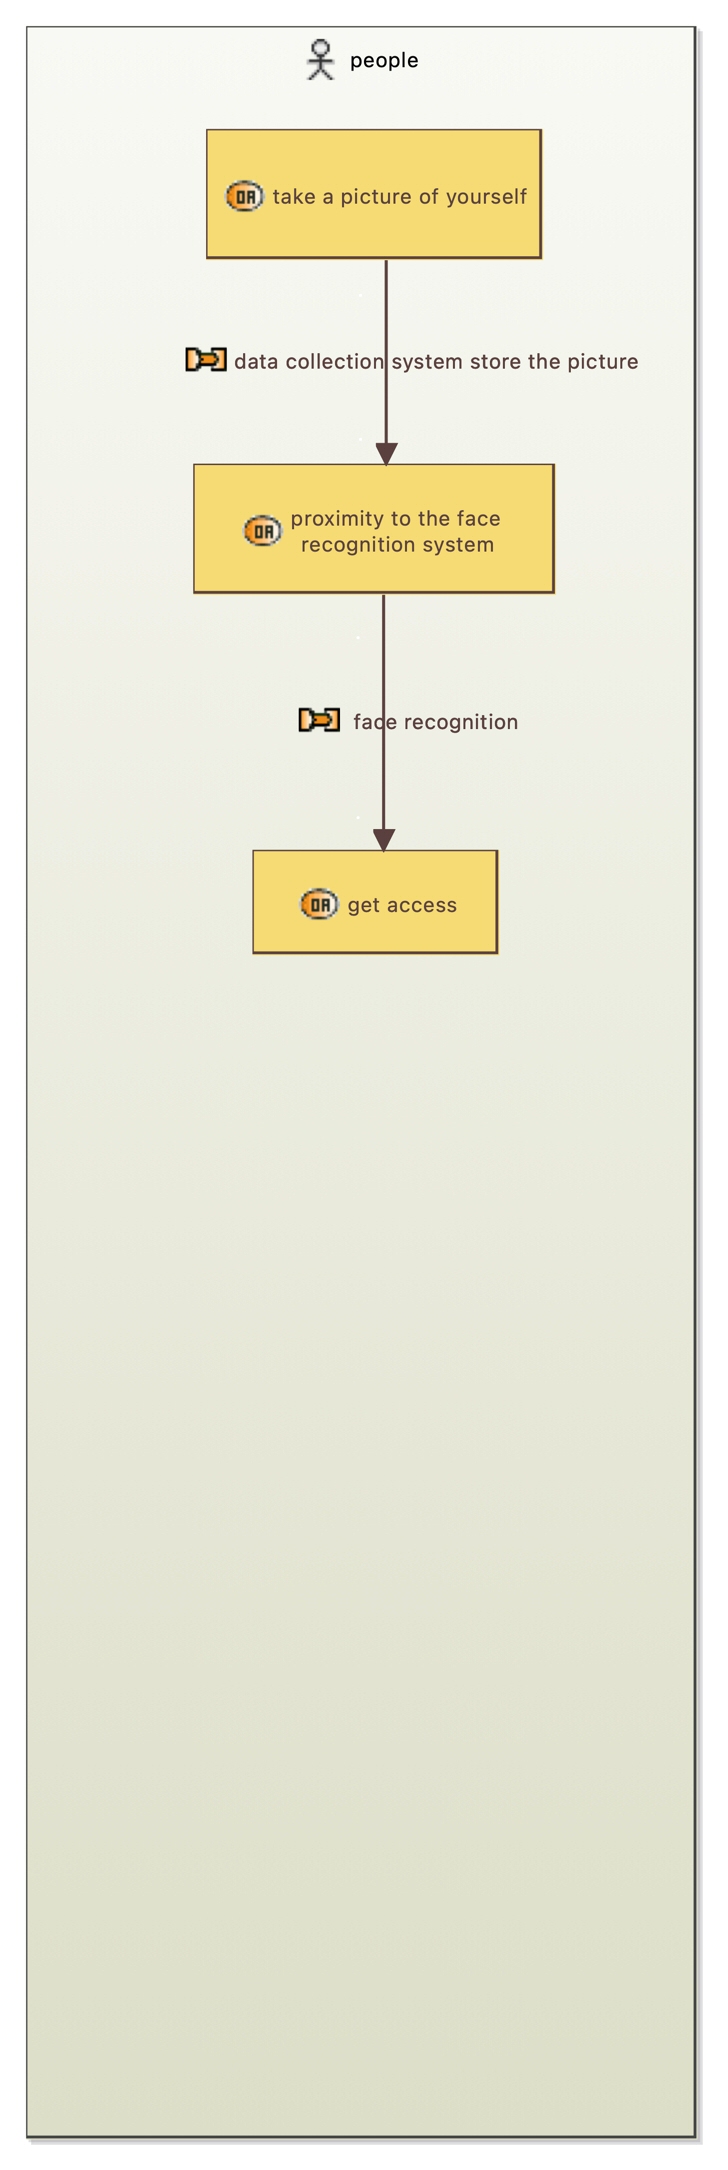 people
OA take a picture of yourself
data collection system store the picture
OA proximity to the face
recognition system
face recognition
OA get access